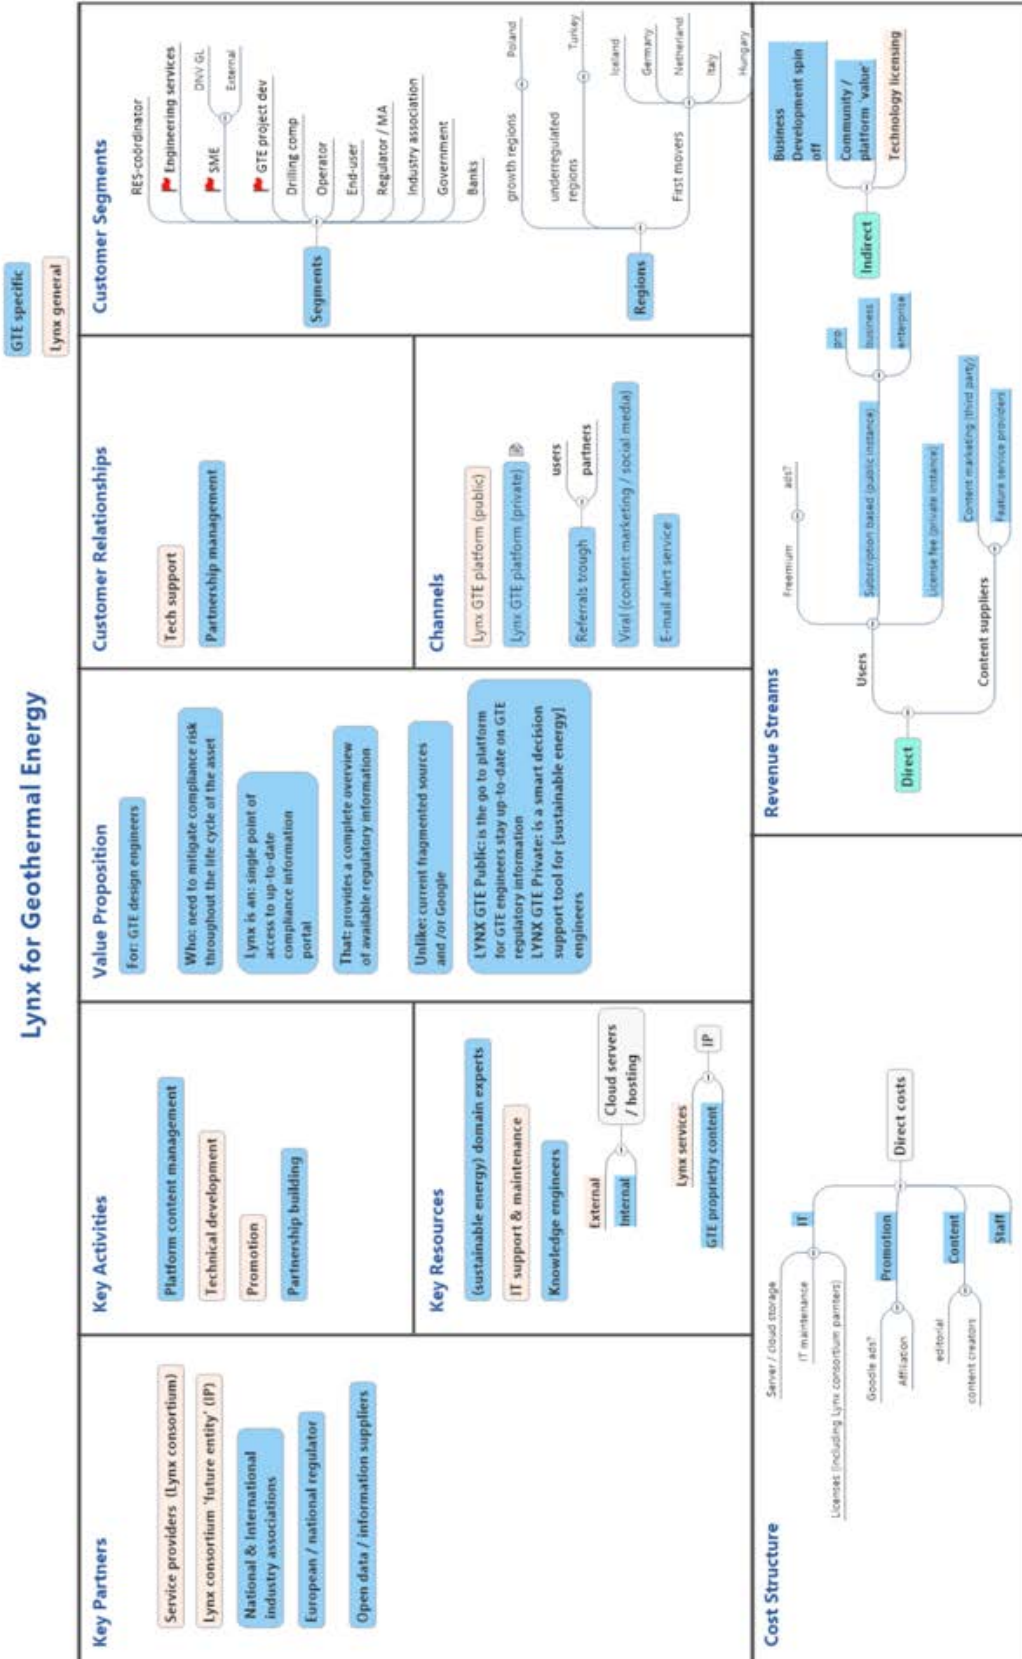 Lynx for Geothermal Energy
GTE specific
Lynx general
Key Partners
Service providers (Lynx consortium)
Lynx consortium 'future entity' (IP)
National & International
industry associations
European / national regulator
Open data / information suppliers
Key Activities
Platform content management
Technical development
Promotion
Partnership building
Key Resources
(sustainable energy) domain experts
IT support & maintenance
Knowledge engineers
External
Internal
Cloud servers
/ hosting
Lynx services
GTE propriety content
IP
Value Proposition
For: GTE design engineers
Who: need to mitigate compliance risk
throughout the life cycle of the asset
Lynx is an: single point of
access to up-to-date
compliance information
portal
That: provides a complete overview
of available regulatory information
Unlike: current fragmented sources
and /or Google
LYNX GTE Public: is the go to platform
for GTE engineers stay up-to-date on GTE
regulatory information
LYNX GTE Private: is a smart decision
support tool for [sustainable energy]
engineers
Customer Relationships
Tech support
Partnership management
Channels
Lynx GTE platform (public)
Lynx GTE platform (private)
Referrals trough
users
partners
Viral (content marketing / social media)
E-mail alert service
Customer Segments
Segments
RES-coördinator
Engineering services
SME
DNV GL
External
GTE project dev
Drilling comp
Operator
End-user
Regulator / MA
Industry association
Government
Banks
Regions
growth regions
Poland
underregulated
regions
Turkey
First movers
Iceland
Germany
Netherland
Italy
Hungary
Cost Structure
Direct costs
IT
Server / cloud storage
IT maintenance
Licenses (including Lynx consortium partners)
Promotion
Google ads?
Affiliation
Content
editorial
content creators
Staff
Revenue Streams
Direct
Users
Freemium
ads?
Subscription based (public instance)
pro
business
enterprise
License fee (private instance)
Content suppliers
Content marketing (third party)
Feature service providers
Indirect
Business
Development spin
off
Community /
platform 'value'
Technology licensing